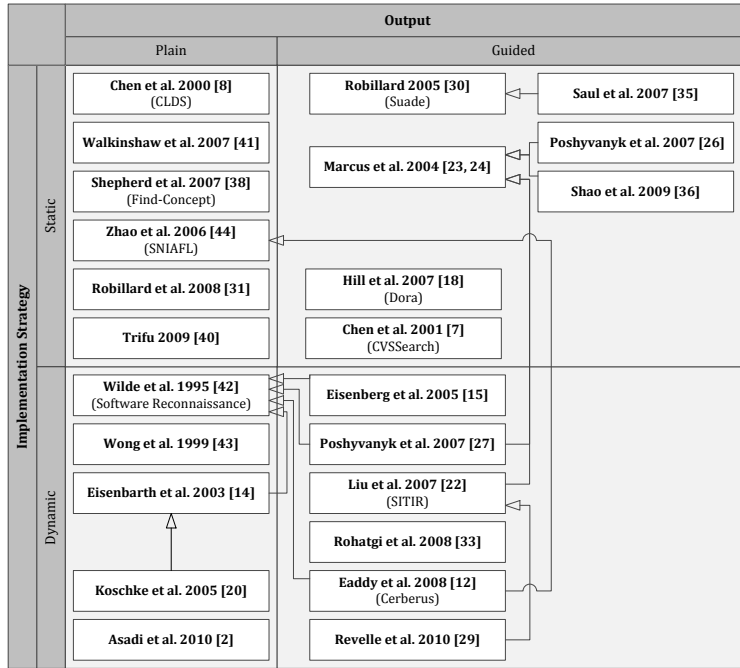 Output
Plain
Guided
Implementation Strategy
Static
Chen et al. 2000 [8]
(CLDS)
Walkinshaw et al. 2007 [41]
Shepherd et al. 2007 [38]
(Find-Concept)
Zhao et al. 2006 [44]
(SNIAFL)
Robillard et al. 2008 [31]
Trifu 2009 [40]
Robillard 2005 [30]
(Suade)
Saul et al. 2007 [35]
Marcus et al. 2004 [23, 24]
Poshyvanyk et al. 2007 [26]
Shao et al. 2009 [36]
Hill et al. 2007 [18]
(Dora)
Chen et al. 2001 [7]
(CVSSearch)
Dynamic
Wilde et al. 1995 [42]
(Software Reconnaissance)
Wong et al. 1999 [43]
Eisenbarth et al. 2003 [14]
Koschke et al. 2005 [20]
Asadi et al. 2010 [2]
Eisenberg et al. 2005 [15]
Poshyvanyk et al. 2007 [27]
Liu et al. 2007 [22]
(SITIR)
Rohatgi et al. 2008 [33]
Eaddy et al. 2008 [12]
(Cerberus)
Revelle et al. 2010 [29]